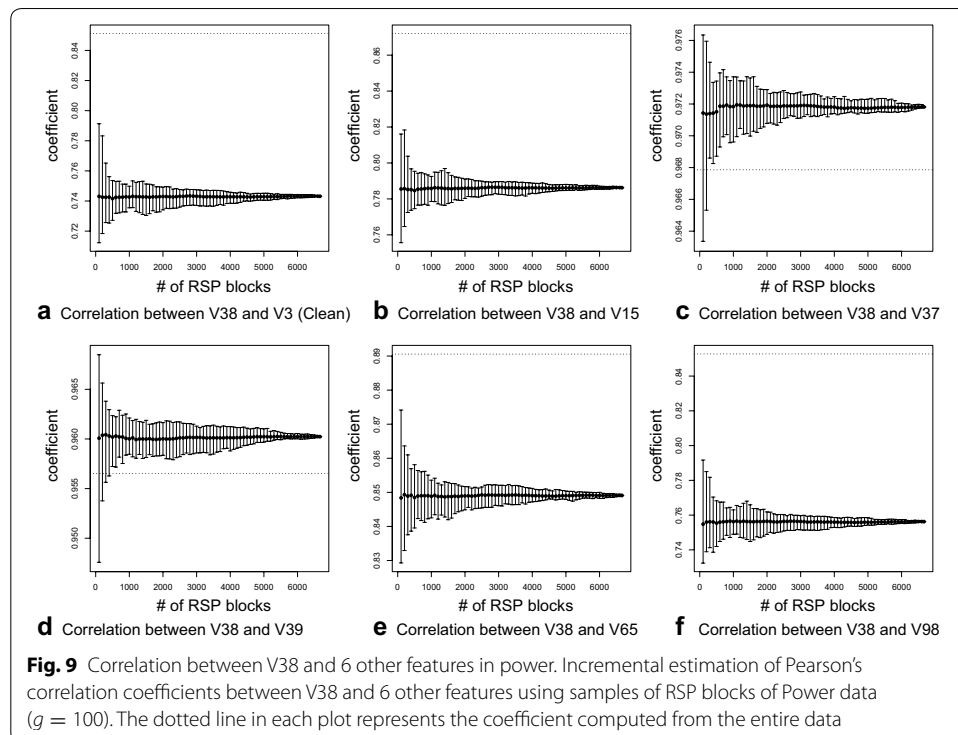 coefficient
0.72 0.74 0.76 0.78 0.80 0.82 0.84
0 1000 2000 3000 4000 5000 6000
# of RSP blocks
a Correlation between V38 and V3 (Clean)
coefficient
0.76 0.78 0.80 0.82 0.84 0.86
0 1000 2000 3000 4000 5000 6000
# of RSP blocks
b Correlation between V38 and V15
coefficient
0.964 0.966 0.968 0.970 0.972 0.974 0.976
0 1000 2000 3000 4000 5000 6000
# of RSP blocks
c Correlation between V38 and V37
coefficient
0.950 0.955 0.960 0.965
0 1000 2000 3000 4000 5000 6000
# of RSP blocks
d Correlation between V38 and V39
coefficient
0.83 0.84 0.85 0.86 0.87 0.88 0.89
0 1000 2000 3000 4000 5000 6000
# of RSP blocks
e Correlation between V38 and V65
coefficient
0.74 0.76 0.78 0.80 0.82 0.84
0 1000 2000 3000 4000 5000 6000
# of RSP blocks
f Correlation between V38 and V98
Fig. 9 Correlation between V38 and 6 other features in power. Incremental estimation of Pearson's
correlation coefficients between V38 and 6 other features using samples of RSP blocks of Power data
(g = 100). The dotted line in each plot represents the coefficient computed from the entire data